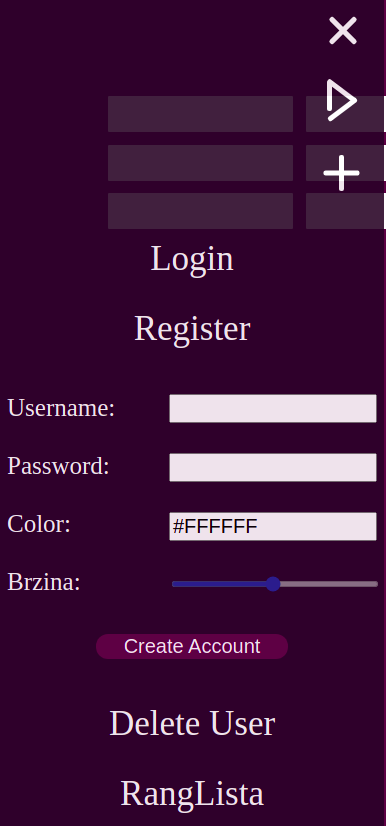 Login
Register
Username:
Password:
Color: #FFFFFF
Brzina:
Create Account
Delete User
RangLista